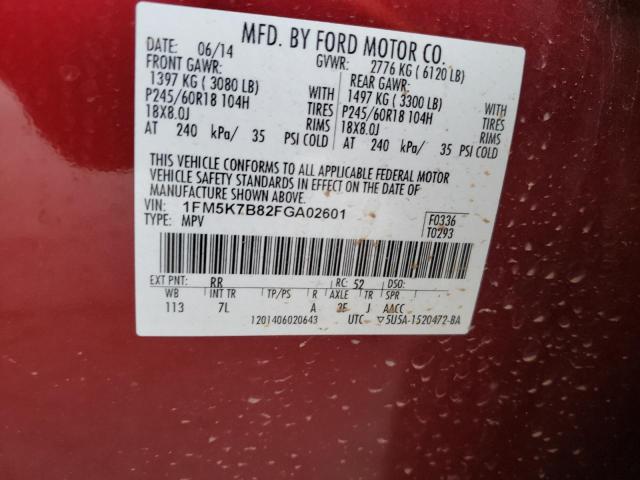 MFD. BY FORD MOTOR CO.
DATE: 06/14 GVWR: 2776 KG ( 6120 LB)
FRONT GAWR: REAR GAWR:
1397 KG ( 3080 LB) WITH 1497 KG ( 3300 LB) WITH
P245/60R18 104H TIRES P245/60R18 104H TIRES
18X8.0J RIMS 18X8.0J RIMS
AT 240 kPa/ 35 PSI COLD AT 240 kPa/ 35 PSI COLD
THIS VEHICLE CONFORMS TO ALL APPLICABLE FEDERAL MOTOR
VEHICLE SAFETY STANDARDS IN EFFECT ON THE DATE OF
MANUFACTURE SHOWN ABOVE.
VIN: 1FM5K7B82FGA02601 F0336
TYPE: MPV T0293
EXT PNT: RR RC: 52 DSO:
WB INT TR TP/PS R AXLE TR SPR
113 7L A 3E J AACC
1201406020643 UTC ▽5U5A-1520472-BA